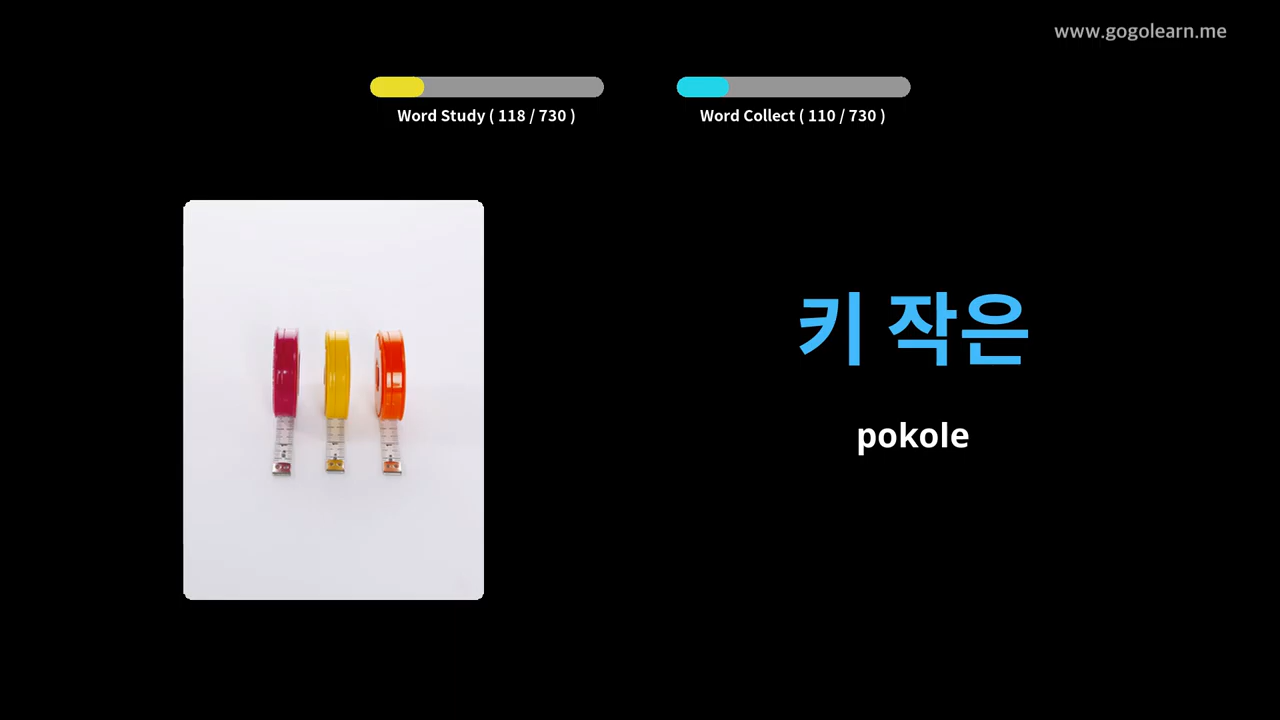 www.gogolearn.me
Word Study ( 118 / 730 )
Word Collect ( 110 / 730 )
키 작은
pokole